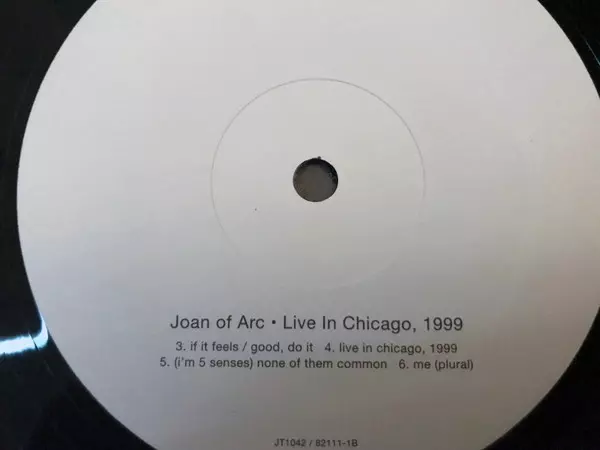 Joan of Arc • Live In Chicago, 1999
3. if it feels / good, do it 4. live in chicago, 1999
5. (i'm 5 senses) none of them common 6. me (plural)
JT1042 / 82111-1B